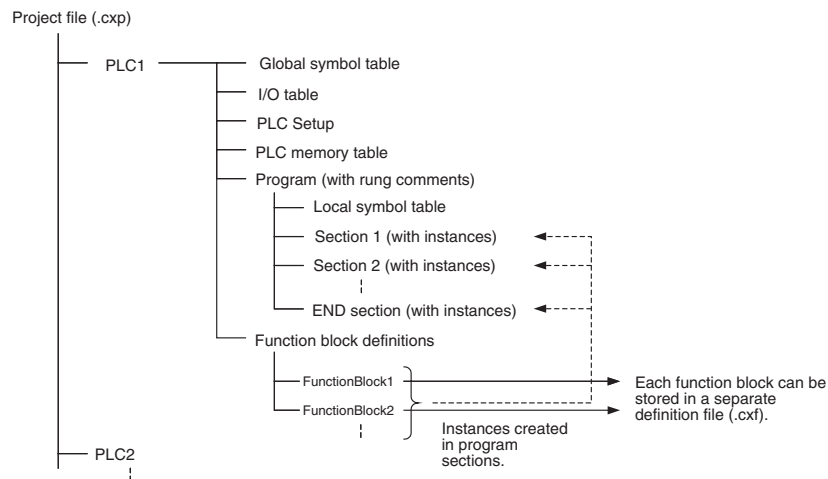 Project file (.cxp)
PLC1
Global symbol table
I/O table
PLC Setup
PLC memory table
Program (with rung comments)
Local symbol table
Section 1 (with instances)
Section 2 (with instances)
END section (with instances)
Function block definitions
FunctionBlock1
FunctionBlock2
Each function block can be
stored in a separate
definition file (.cxf).
Instances created
in program
sections.
PLC2